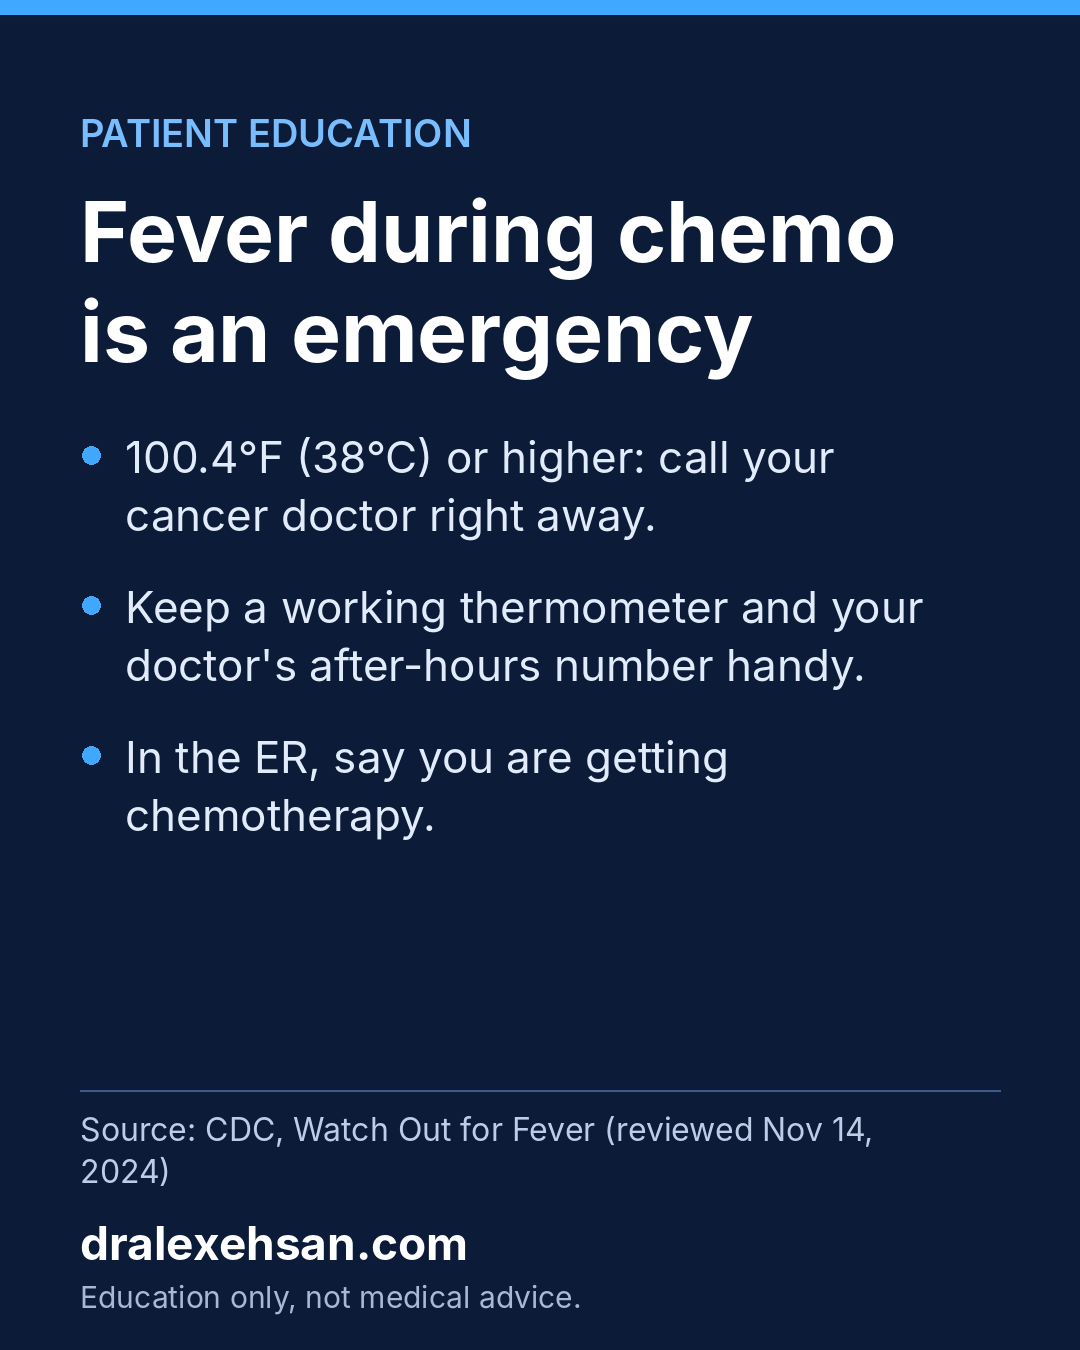 PATIENT EDUCATION
Fever during chemo
is an emergency
100.4°F (38°C) or higher: call your
cancer doctor right away.
Keep a working thermometer and your
doctor's after-hours number handy.
In the ER, say you are getting
chemotherapy.
Source: CDC, Watch Out for Fever (reviewed Nov 14,
2024)
dralexehsan.com
Education only, not medical advice.